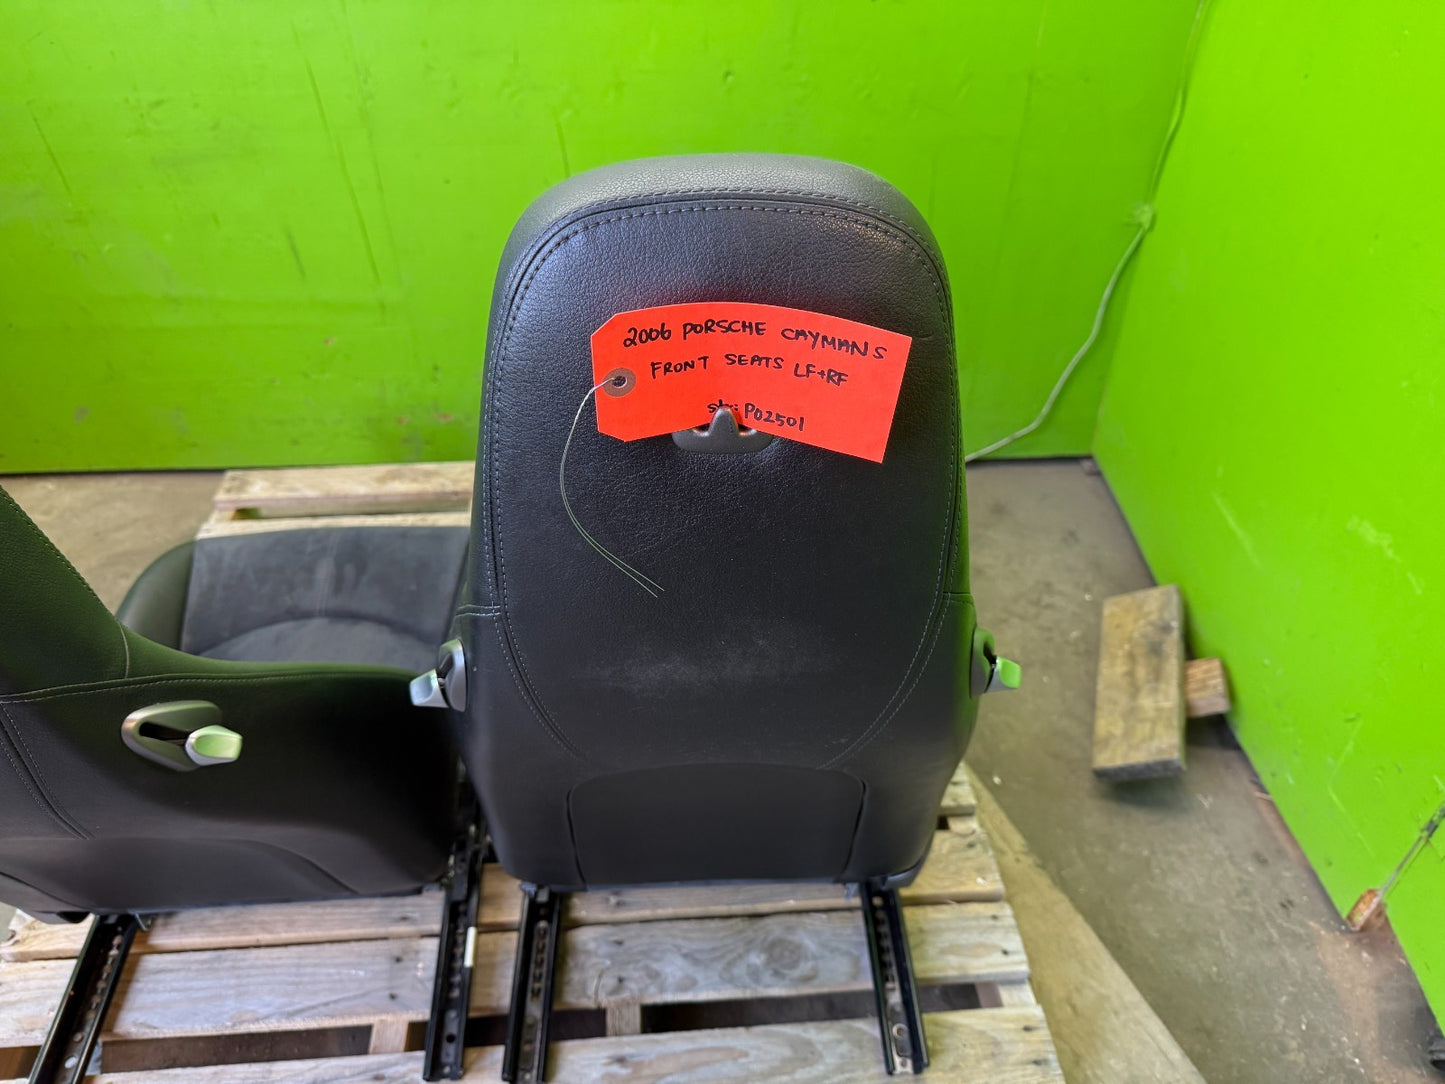 2006 PORSCHE CAYMAN S
FRONT SEATS LF+RF
P02501